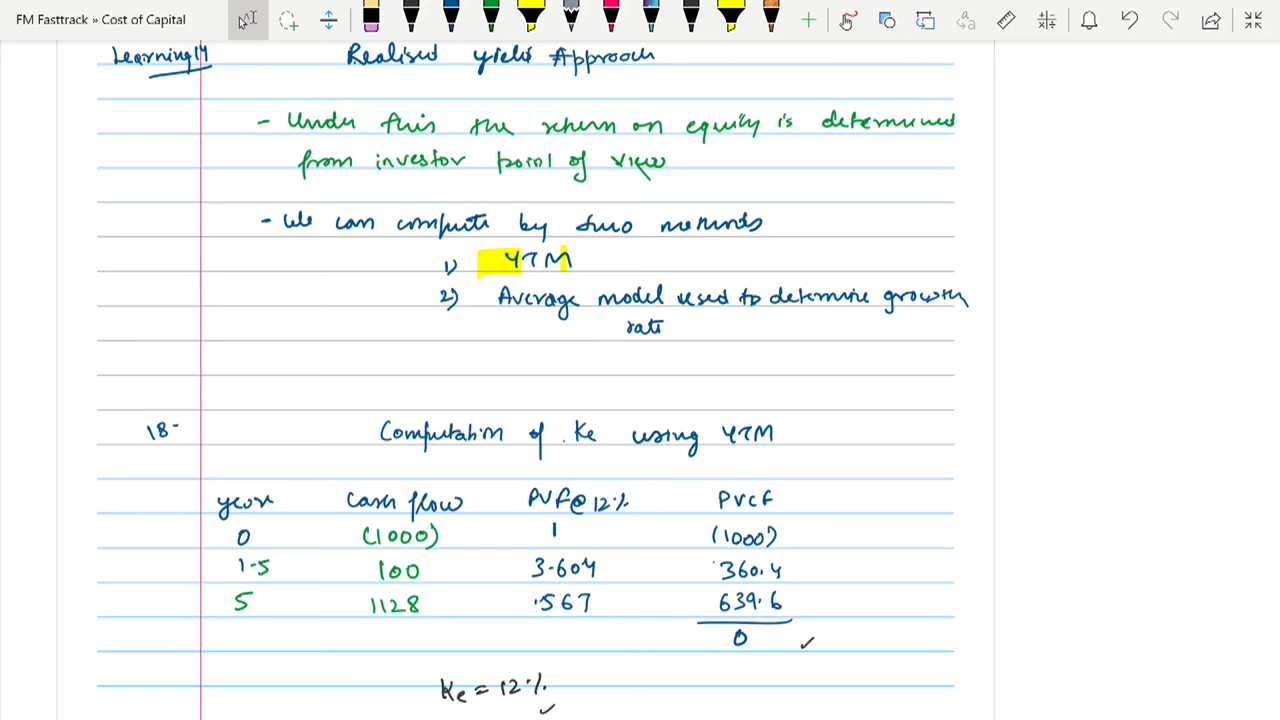 FM Fasttrack » Cost of Capital
Learning 14 Realised yield Approach
- Under this the return on equity is determined
from investor point of view
- We can compute by two methods
1) YTM
2) Average model used to determine growth
rate
18- Computation of Ke using YTM
year Cash flow PVF@12% PVCF
0 (1000) 1 (1000)
1-5 100 3.604 360.4
5 1128 .567 639.6
0
Ke = 12%